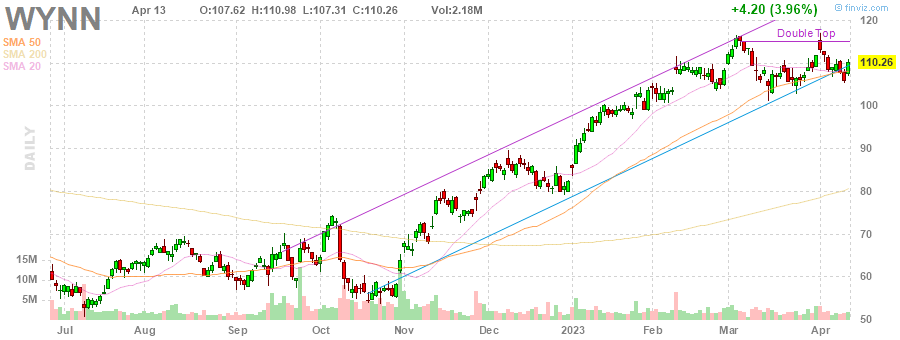 WYNN
Apr 13 O:107.62 H:110.98 L:107.31 C:110.26 Vol:2.18M +4.20 (3.96%)
© finviz.com
SMA 50
SMA 200
SMA 20
DAILY
Double Top
120
110.26
100
90
80
70
60
50
15M
10M
5M
Jul Aug Sep Oct Nov Dec 2023 Feb Mar Apr